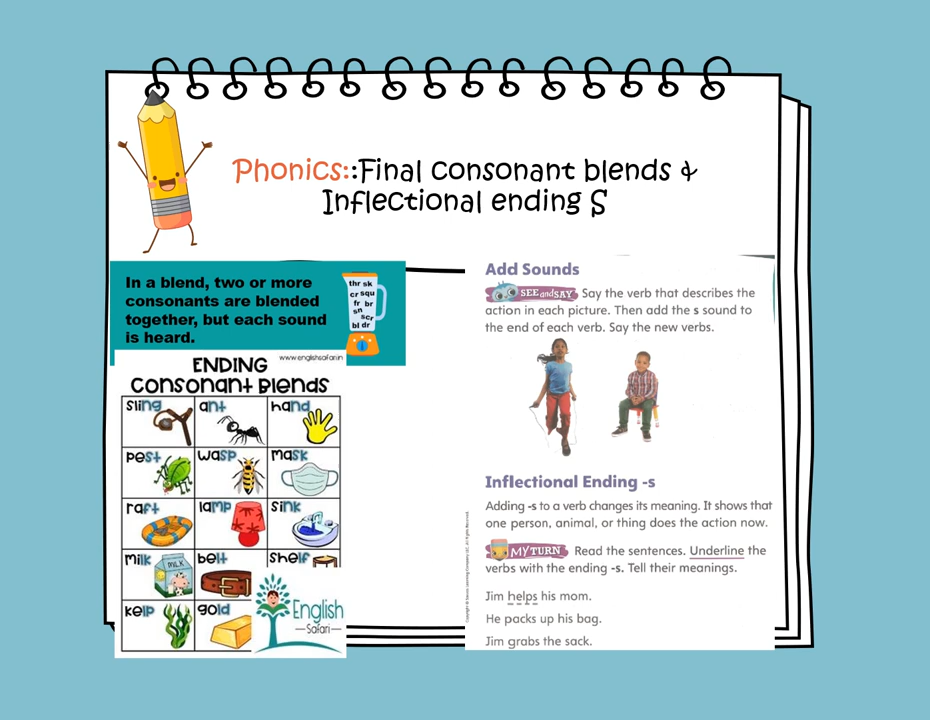 Phonics::Final consonant blends &
Inflectional ending S
In a blend, two or more
consonants are blended
together, but each sound
is heard.
thr sk
cr squ
fr br
sn
scr
bl dr
www.englishsafari.in
ENDING
Consonant Blends
sling ant hand
pest wasp mask
raft lamp sink
milk belt shelf
MILK
kelp gold
English
Safari
Add Sounds
SEE and SAY Say the verb that describes the
action in each picture. Then add the s sound to
the end of each verb. Say the new verbs.
Inflectional Ending -s
Adding -s to a verb changes its meaning. It shows that
one person, animal, or thing does the action now.
MY TURN Read the sentences. Underline the
verbs with the ending -s. Tell their meanings.
Jim helps his mom.
He packs up his bag.
Jim grabs the sack.